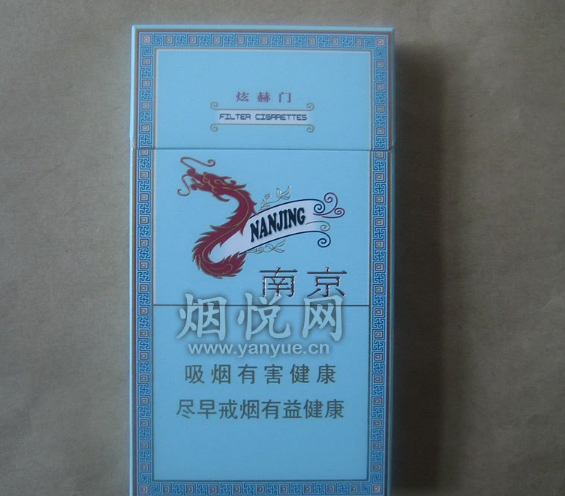 炫赫门
FILTER CIGARETTES
NANJING
南京
烟悦网
www.yanyue.cn
吸烟有害健康
尽早戒烟有益健康